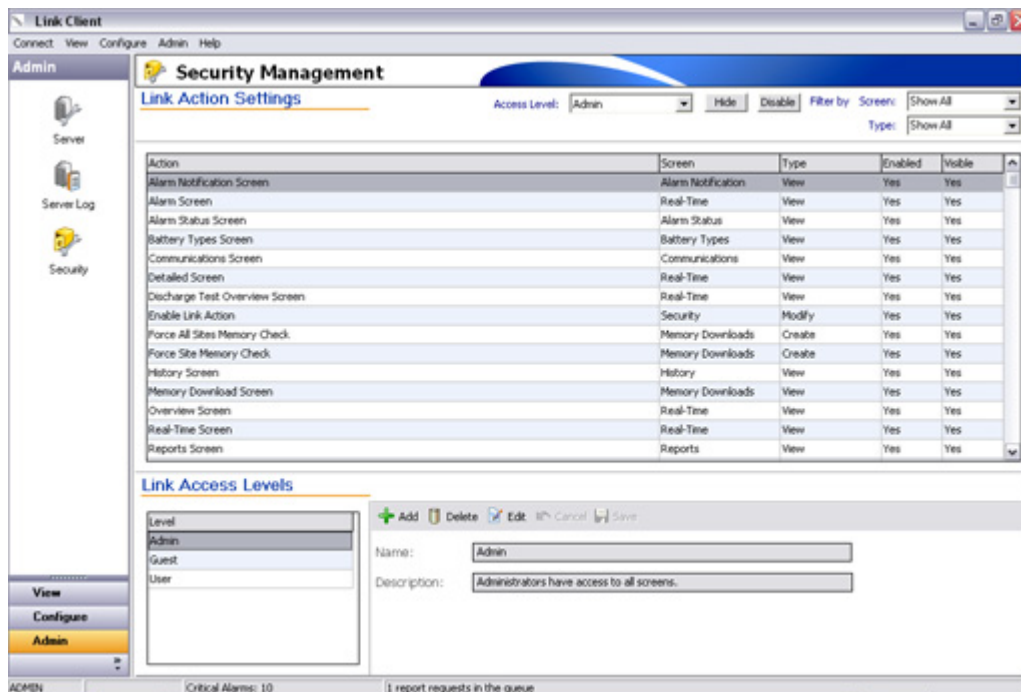 Link Client
Connect View Configure Admin Help
Admin
Server
Server Log
Security
Security Management
Link Action Settings
Access Level: Admin Hide Disable Filter by Screen: Show All
Type: Show All
Action Screen Type Enabled Visible
Alarm Notification Screen Alarm Notification View Yes Yes
Alarm Screen Real-Time View Yes Yes
Alarm Status Screen Alarm Status View Yes Yes
Battery Types Screen Battery Types View Yes Yes
Communications Screen Communications View Yes Yes
Detailed Screen Real-Time View Yes Yes
Discharge Test Overview Screen Real-Time View Yes Yes
Enable Link Action Security Modify Yes Yes
Force All Sites Memory Check Memory Downloads Create Yes Yes
Force Site Memory Check Memory Downloads Create Yes Yes
History Screen History View Yes Yes
Memory Download Screen Memory Downloads View Yes Yes
Overview Screen Real-Time View Yes Yes
Real-Time Screen Real-Time View Yes Yes
Reports Screen Reports View Yes Yes
Link Access Levels
Level
Admin
Guest
User
Add Delete Edit Cancel Save
Name: Admin
Description: Administrators have access to all screens.
View
Configure
Admin
ADMIN Critical Alarms: 10 1 report requests in the queue